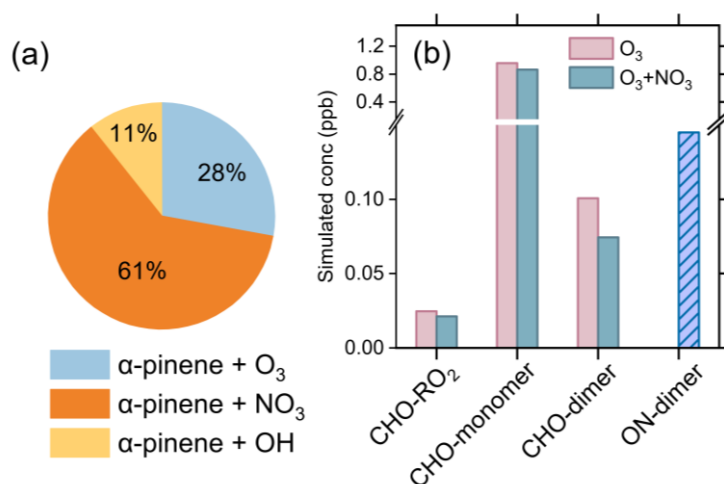 (a)
11%
28%
61%
α-pinene + O₃
α-pinene + NO₃
α-pinene + OH
(b)
O₃
O₃+NO₃
Simulated conc (ppb)
1.2
0.8
0.4
0.10
0.05
0.00
CHO-RO₂
CHO-monomer
CHO-dimer
ON-dimer